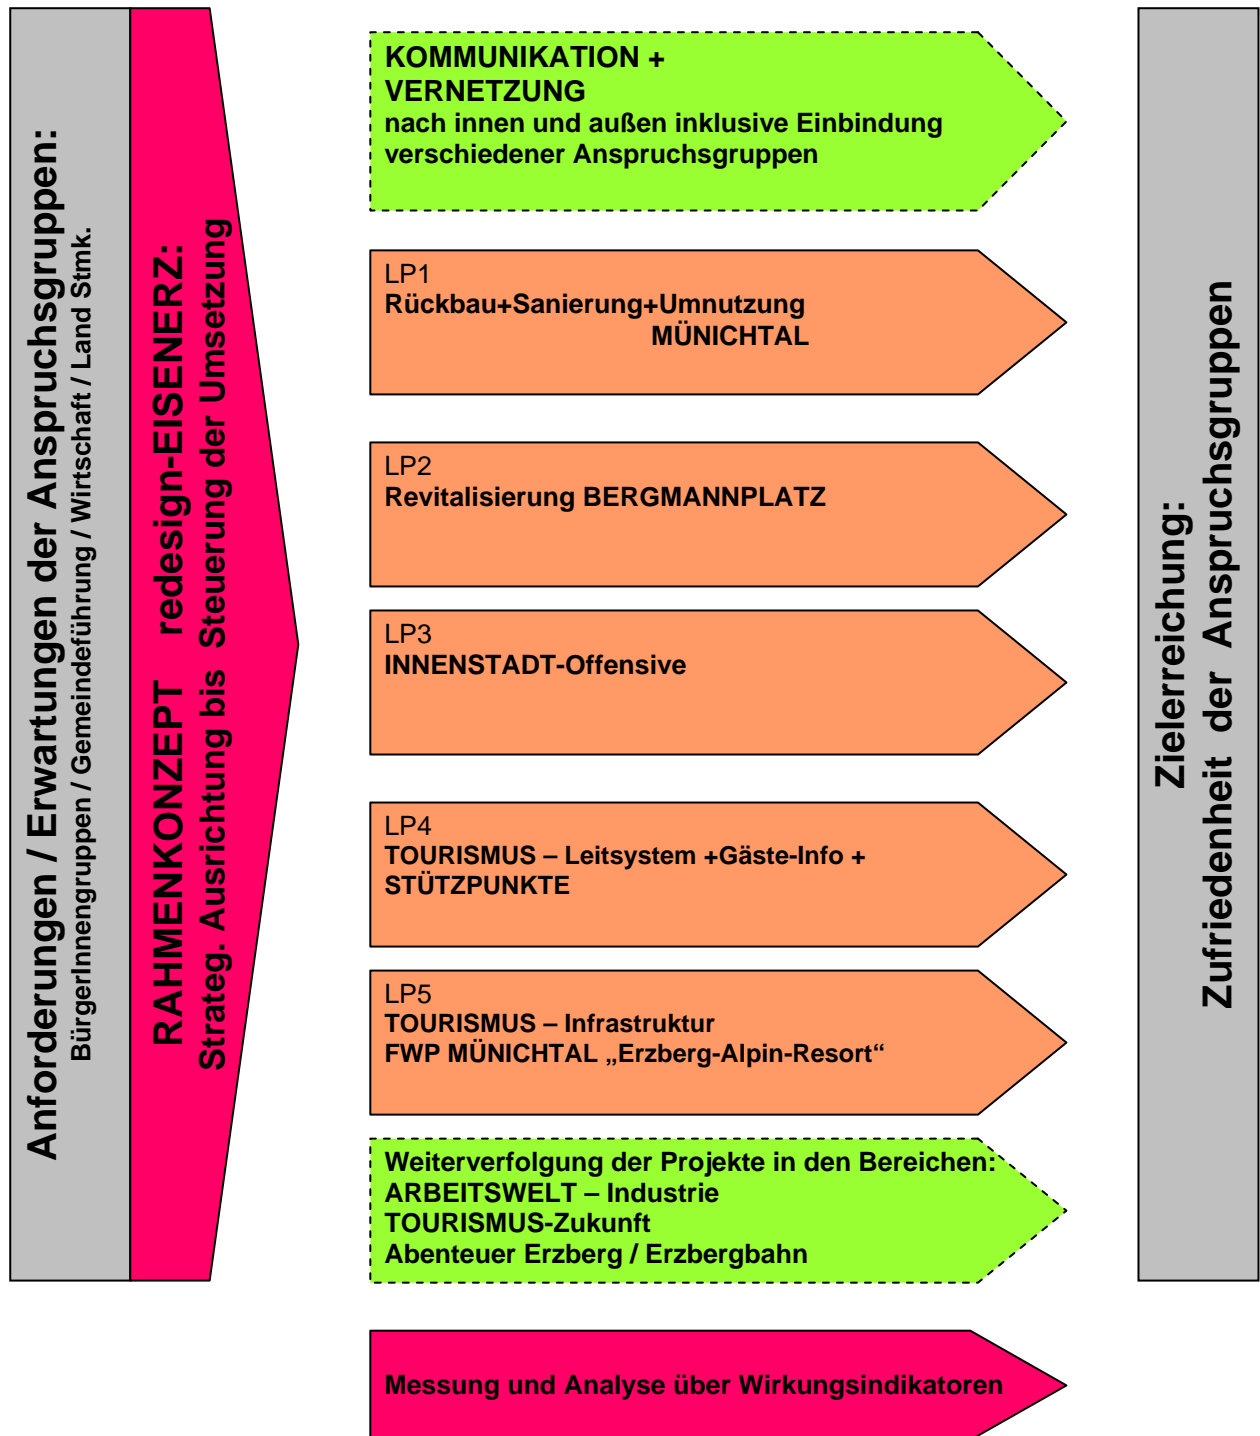 Anforderungen / Erwartungen der Anspruchsgruppen:
BürgerInnengruppen / Gemeindeführung / Wirtschaft / Land Stmk.
RAHMENKONZEPT redesign-EISENERZ:
Strateg. Ausrichtung bis Steuerung der Umsetzung
KOMMUNIKATION +
VERNETZUNG
nach innen und außen inklusive Einbindung
verschiedener Anspruchsgruppen
LP1
Rückbau+Sanierung+Umnutzung
MÜNICHTAL
LP2
Revitalisierung BERGMANNPLATZ
LP3
INNENSTADT-Offensive
LP4
TOURISMUS – Leitsystem +Gäste-Info +
STÜTZPUNKTE
LP5
TOURISMUS – Infrastruktur
FWP MÜNICHTAL „Erzberg-Alpin-Resort“
Weiterverfolgung der Projekte in den Bereichen:
ARBEITSWELT – Industrie
TOURISMUS-Zukunft
Abenteuer Erzberg / Erzbergbahn
Messung und Analyse über Wirkungsindikatoren
Zielerreichung:
Zufriedenheit der Anspruchsgruppen